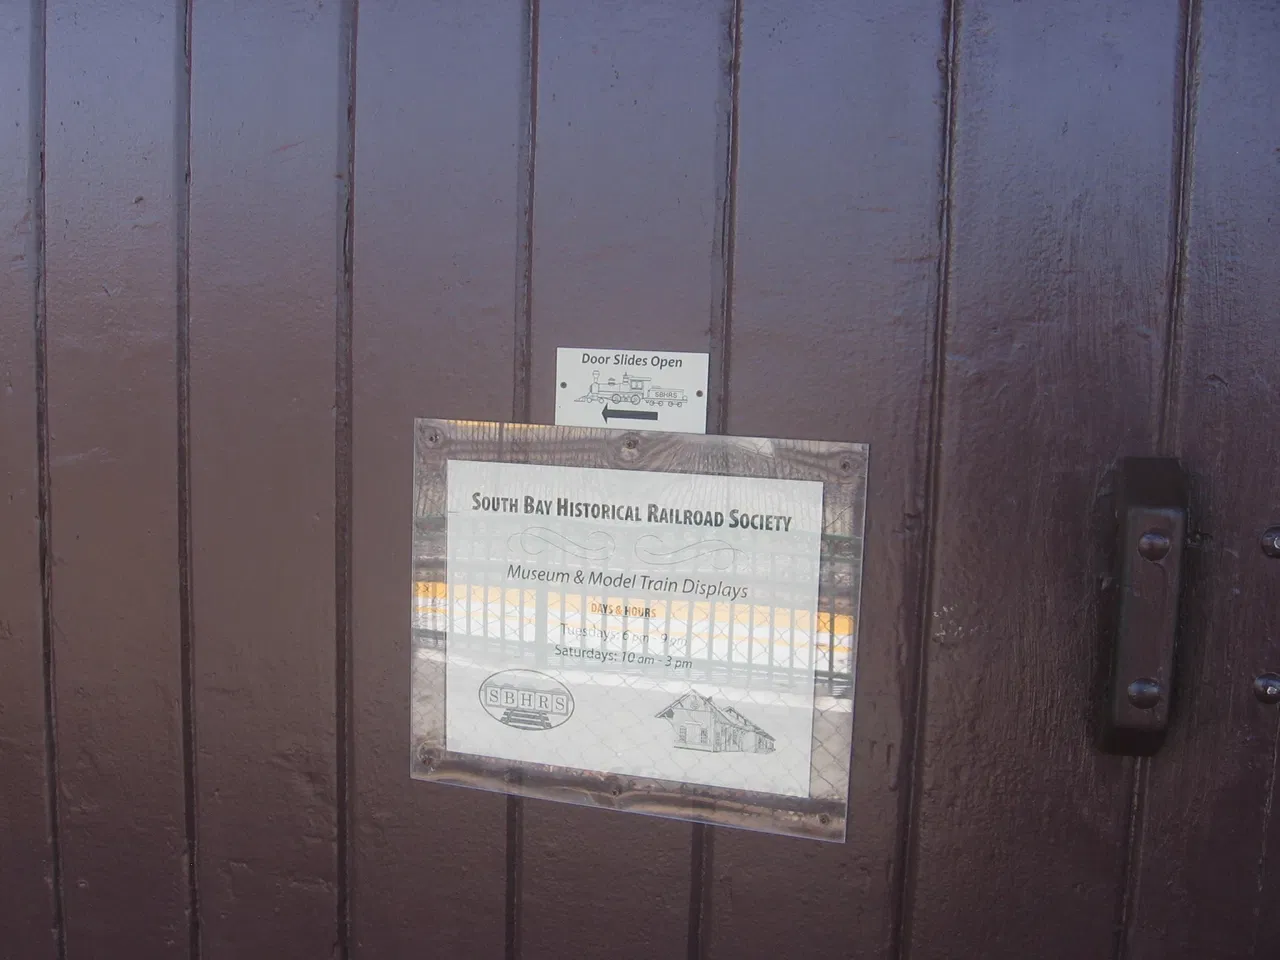 Door Slides Open
SBHRS
SOUTH BAY HISTORICAL RAILROAD SOCIETY
Museum & Model Train Displays
DAYS & HOURS
Tuesdays: 6 pm - 9 pm
Saturdays: 10 am - 3 pm
SBHRS